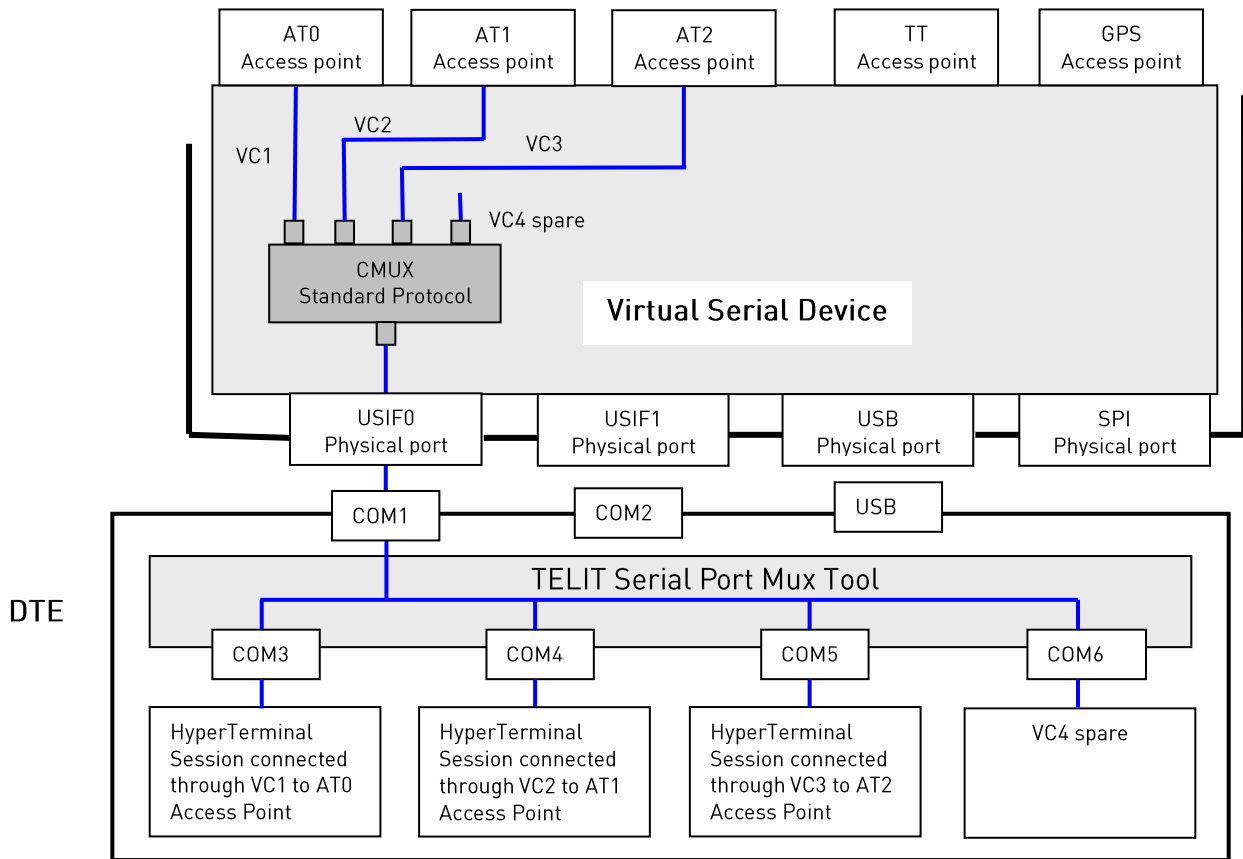 AT0
Access point
AT1
Access point
AT2
Access point
TT
Access point
GPS
Access point
VC1
VC2
VC3
VC4 spare
CMUX
Standard Protocol
Virtual Serial Device
USIF0
Physical port
USIF1
Physical port
USB
Physical port
SPI
Physical port
COM1
COM2
USB
DTE
TELIT Serial Port Mux Tool
COM3
COM4
COM5
COM6
HyperTerminal
Session connected
through VC1 to AT0
Access Point
HyperTerminal
Session connected
through VC2 to AT1
Access Point
HyperTerminal
Session connected
through VC3 to AT2
Access Point
VC4 spare